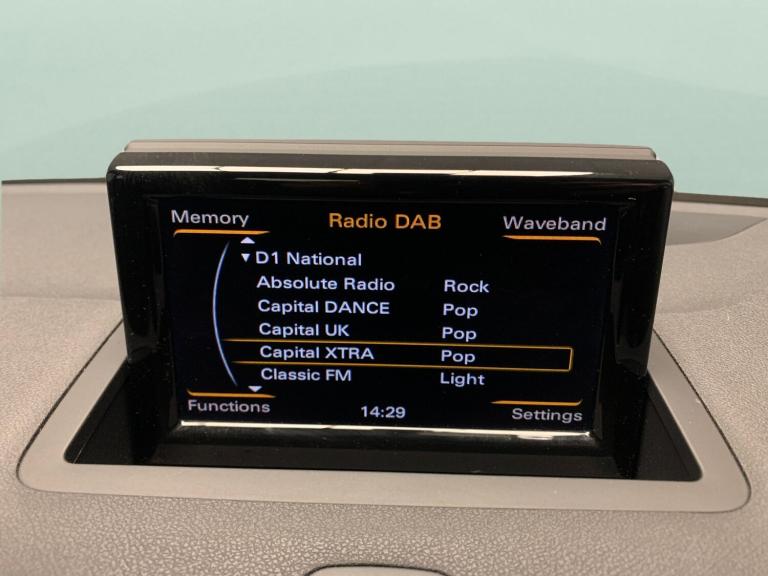 Memory Radio DAB Waveband
D1 National
Absolute Radio Rock
Capital DANCE Pop
Capital UK Pop
Capital XTRA Pop
Classic FM Light
Functions 14:29 Settings